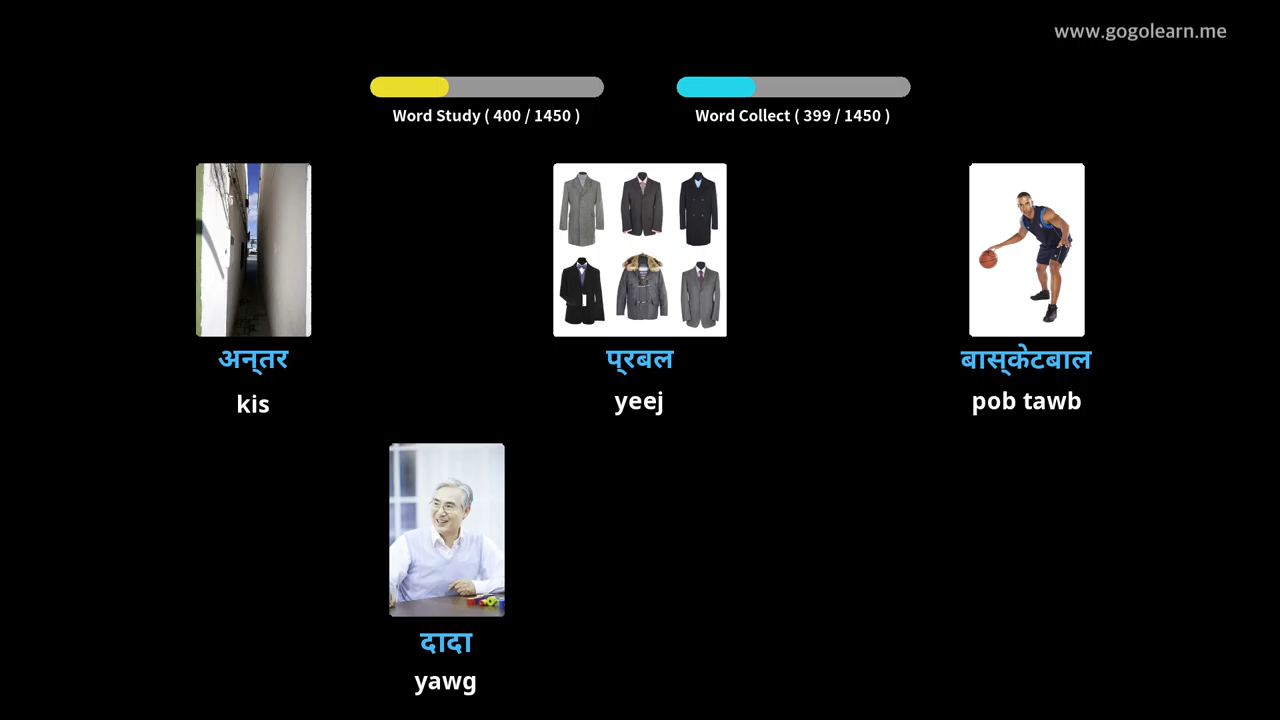 www.gogolearn.me
Word Study ( 400 / 1450 )
Word Collect ( 399 / 1450 )
अन्‌तर
प्‌रबल
बास्‌केटबाल
kis
yeej
pob tawb
दादा
yawg